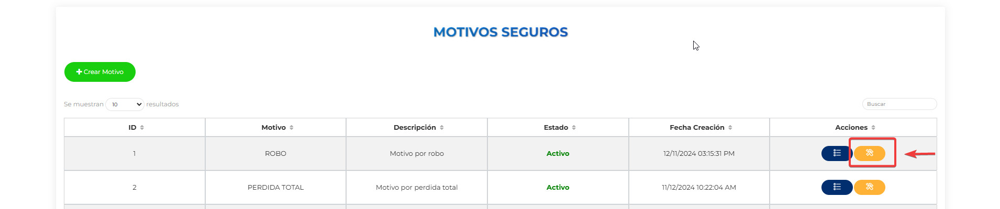 MOTIVOS SEGUROS
Crear Motivo
Se muestran 10 resultados
Buscar
ID Motivo Descripción Estado Fecha Creación Acciones
1 ROBO Motivo por robo Activo 12/11/2024 03:15:31 PM
2 PERDIDA TOTAL Motivo por perdida total Activo 11/12/2024 10:22:04 AM